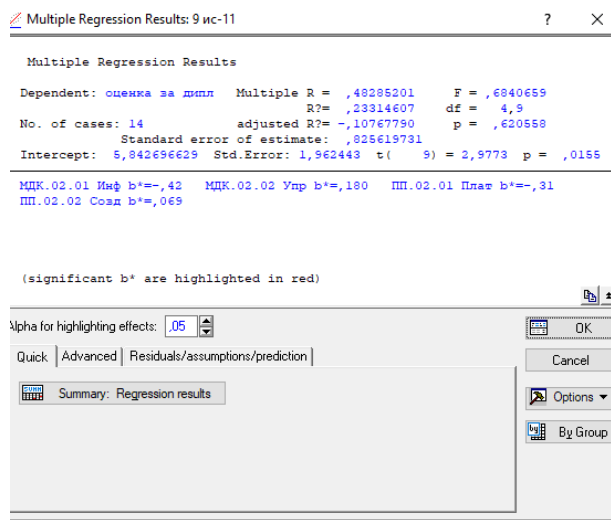 Multiple Regression Results: 9 ис-11 ? ×
Multiple Regression Results
Dependent: оценка за дипл Multiple R = ,48285201 F = ,6840659
R?= ,23314607 df = 4,9
No. of cases: 14 adjusted R?= -,10767790 p = ,620558
Standard error of estimate: ,825619731
Intercept: 5,842696629 Std.Error: 1,962443 t( 9) = 2,9773 p = ,0155
МДК.02.01 Инф b*=-,42 МДК.02.02 Упр b*=,180 ПП.02.01 Плат b*=-,31
ПП.02.02 Созд b*=,069
(significant b* are highlighted in red)
Alpha for highlighting effects: ,05
OK
Quick Advanced Residuals/assumptions/prediction
Cancel
Summary: Regression results
Options
By Group